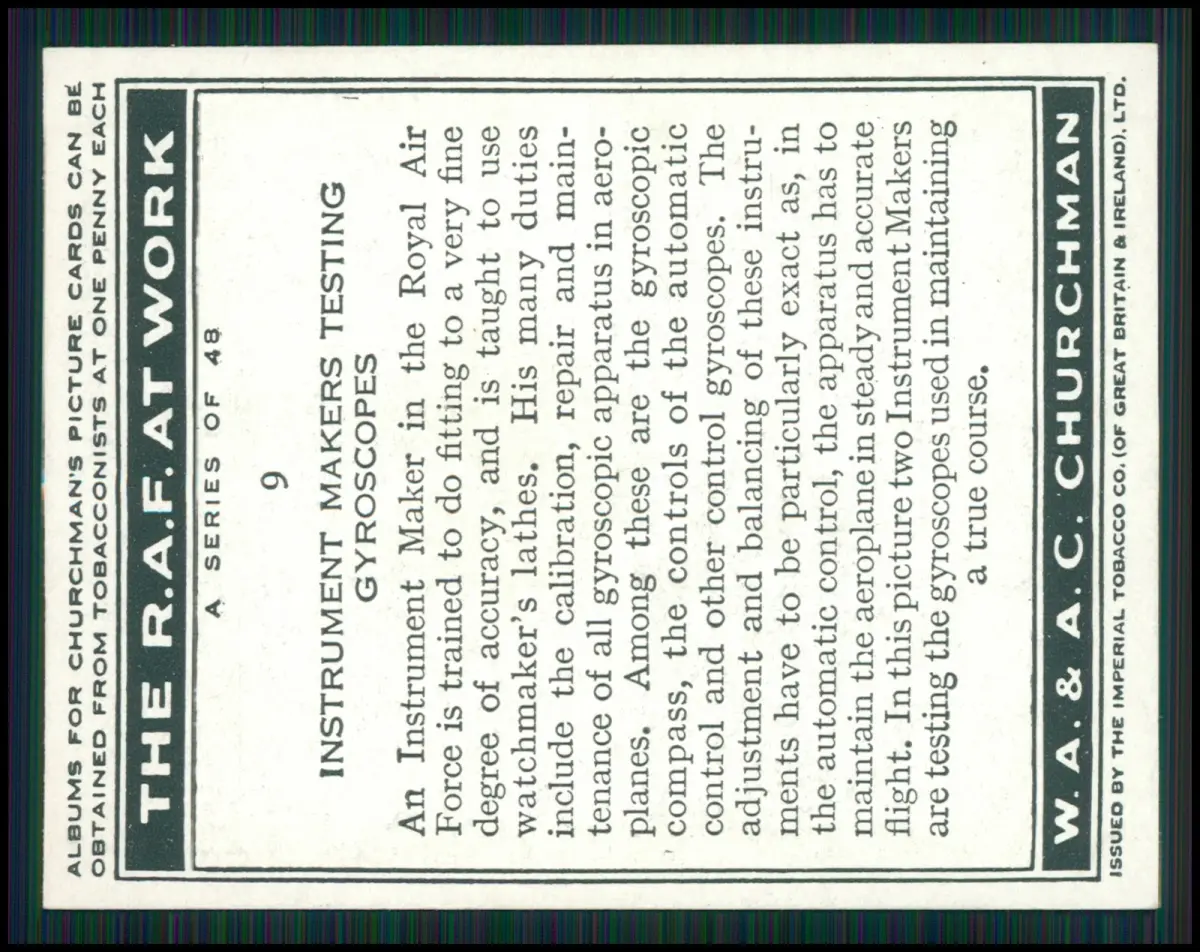 ALBUMS FOR CHURCHMAN'S PICTURE CARDS CAN BE
OBTAINED FROM TOBACCONISTS AT ONE PENNY EACH
THE R.A.F. AT WORK
A SERIES OF 48
9
INSTRUMENT MAKERS TESTING
GYROSCOPES
An Instrument Maker in the Royal Air
Force is trained to do fitting to a very fine
degree of accuracy, and is taught to use
watchmaker's lathes. His many duties
include the calibration, repair and main-
tenance of all gyroscopic apparatus in aero-
planes. Among these are the gyroscopic
compass, the controls of the automatic
control and other control gyroscopes. The
adjustment and balancing of these instru-
ments have to be particularly exact as, in
the automatic control, the apparatus has to
maintain the aeroplane in steady and accurate
flight. In this picture two Instrument Makers
are testing the gyroscopes used in maintaining
a true course.
W. A. & A. C. CHURCHMAN
ISSUED BY THE IMPERIAL TOBACCO CO. (OF GREAT BRITAIN & IRELAND), LTD.